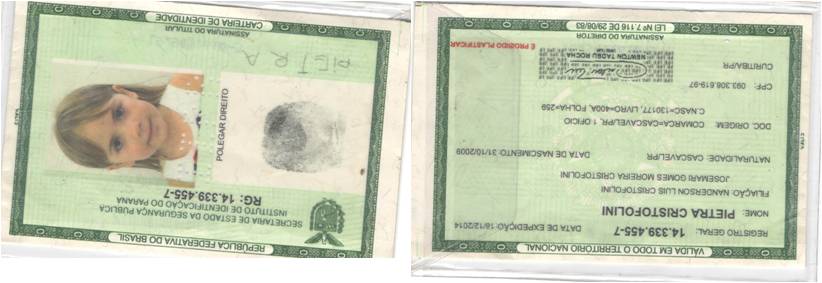 REPÚBLICA FEDERATIVA DO BRASIL
SECRETARIA DE ESTADO DA SEGURANÇA PÚBLICA
INSTITUTO DE IDENTIFICAÇÃO DO PARANÁ
RG: 14.339.455-7
POLEGAR DIREITO
ASSINATURA DO TITULAR
CARTEIRA DE IDENTIDADE
VÁLIDA EM TODO O TERRITÓRIO NACIONAL
REGISTRO GERAL: 14.339.455-7 DATA DE EXPEDIÇÃO: 16/12/2014
NOME: PIETRA CRISTOFOLINI
FILIAÇÃO: NANDERSON LUIS CRISTOFOLINI
JOSEMARI GOMES MOREIRA CRISTOFOLINI
NATURALIDADE: CASCAVEL/PR DATA DE NASCIMENTO: 31/10/2009
DOC. ORIGEM: COMARCA=CASCAVEL/PR, 1 OFICIO
C.NASC=130177, LIVRO=400A, FOLHA=259
CPF: 093.306.619-97
CURITIBA/PR
NEWTON TADEU ROCHA
É PROIBIDO PLASTIFICAR
ASSINATURA DO DIRETOR
LEI Nº 7.116 DE 29/08/83